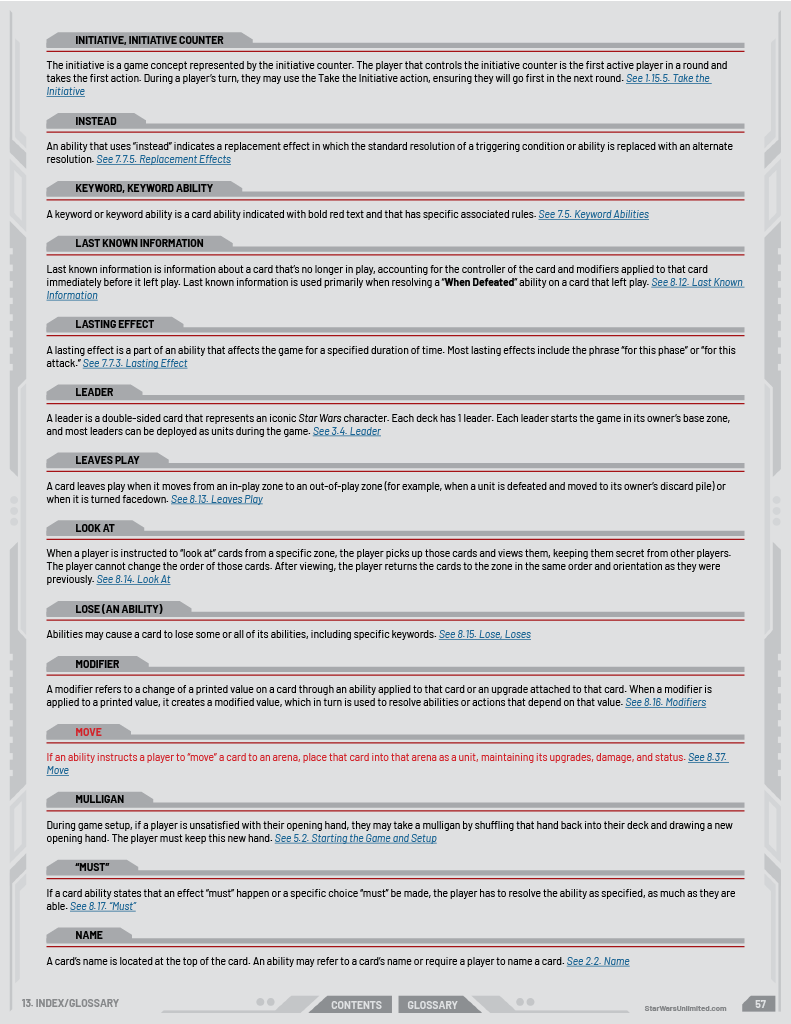 INITIATIVE, INITIATIVE COUNTER
The initiative is a game concept represented by the initiative counter. The player that controls the initiative counter is the first active player in a round and
takes the first action. During a player's turn, they may use the Take the Initiative action, ensuring they will go first in the next round. See 1.15.5. Take the
Initiative
INSTEAD
An ability that uses "instead" indicates a replacement effect in which the standard resolution of a triggering condition or ability is replaced with an alternate
resolution. See 7.7.5. Replacement Effects
KEYWORD, KEYWORD ABILITY
A keyword or keyword ability is a card ability indicated with bold red text and that has specific associated rules. See 7.5. Keyword Abilities
LAST KNOWN INFORMATION
Last known information is information about a card that's no longer in play, accounting for the controller of the card and modifiers applied to that card
immediately before it left play. Last known information is used primarily when resolving a "When Defeated" ability on a card that left play. See 8.12. Last Known
Information
LASTING EFFECT
A lasting effect is a part of an ability that affects the game for a specified duration of time. Most lasting effects include the phrase "for this phase" or "for this
attack." See 7.7.3. Lasting Effect
LEADER
A leader is a double-sided card that represents an iconic Star Wars character. Each deck has 1 leader. Each leader starts the game in its owner's base zone,
and most leaders can be deployed as units during the game. See 3.4. Leader
LEAVES PLAY
A card leaves play when it moves from an in-play zone to an out-of-play zone (for example, when a unit is defeated and moved to its owner's discard pile) or
when it is turned facedown. See 8.13. Leaves Play
LOOK AT
When a player is instructed to "look at" cards from a specific zone, the player picks up those cards and views them, keeping them secret from other players.
The player cannot change the order of those cards. After viewing, the player returns the cards to the zone in the same order and orientation as they were
previously. See 8.14. Look At
LOSE (AN ABILITY)
Abilities may cause a card to lose some or all of its abilities, including specific keywords. See 8.15. Lose, Loses
MODIFIER
A modifier refers to a change of a printed value on a card through an ability applied to that card or an upgrade attached to that card. When a modifier is
applied to a printed value, it creates a modified value, which in turn is used to resolve abilities or actions that depend on that value. See 8.16. Modifiers
MOVE
If an ability instructs a player to "move" a card to an arena, place that card into that arena as a unit, maintaining its upgrades, damage, and status. See 8.37.
Move
MULLIGAN
During game setup, if a player is unsatisfied with their opening hand, they may take a mulligan by shuffling that hand back into their deck and drawing a new
opening hand. The player must keep this new hand. See 5.2. Starting the Game and Setup
"MUST"
If a card ability states that an effect "must" happen or a specific choice "must" be made, the player has to resolve the ability as specified, as much as they are
able. See 8.17. "Must"
NAME
A card's name is located at the top of the card. An ability may refer to a card's name or require a player to name a card. See 2.2. Name
13. INDEX/GLOSSARY
CONTENTS
GLOSSARY
StarWarsUnlimited.com
57